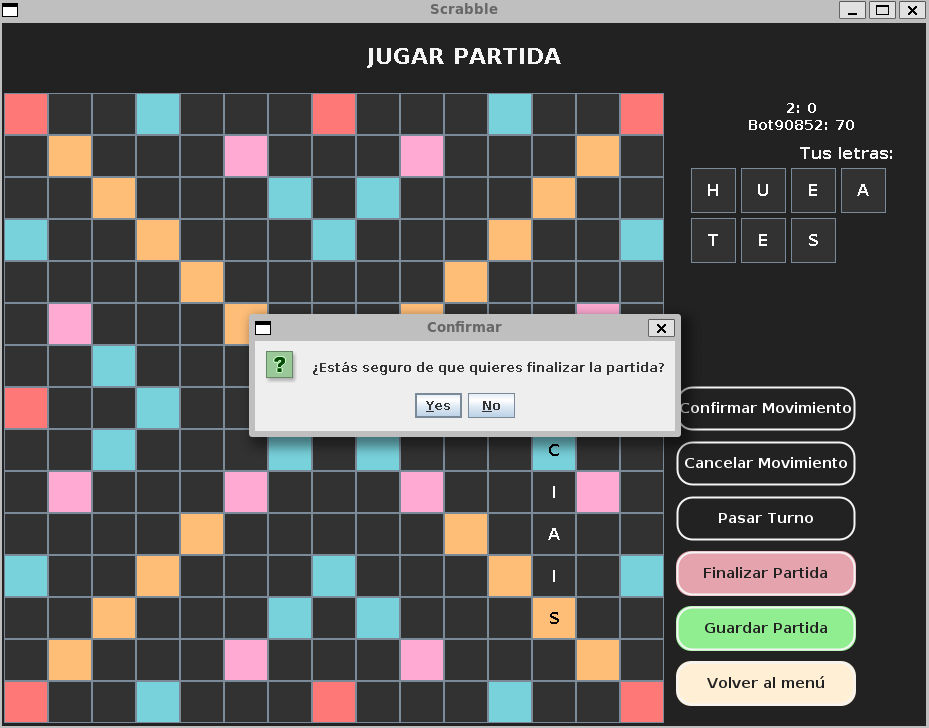 Scrabble
JUGAR PARTIDA
2: 0
Bot90852: 70
Tus letras:
H U E A
T E S
Confirmar
? ¿Estás seguro de que quieres finalizar la partida?
Yes No
Confirmar Movimiento
C
Cancelar Movimiento
I
Pasar Turno
A
Finalizar Partida
I
S
Guardar Partida
Volver al menú